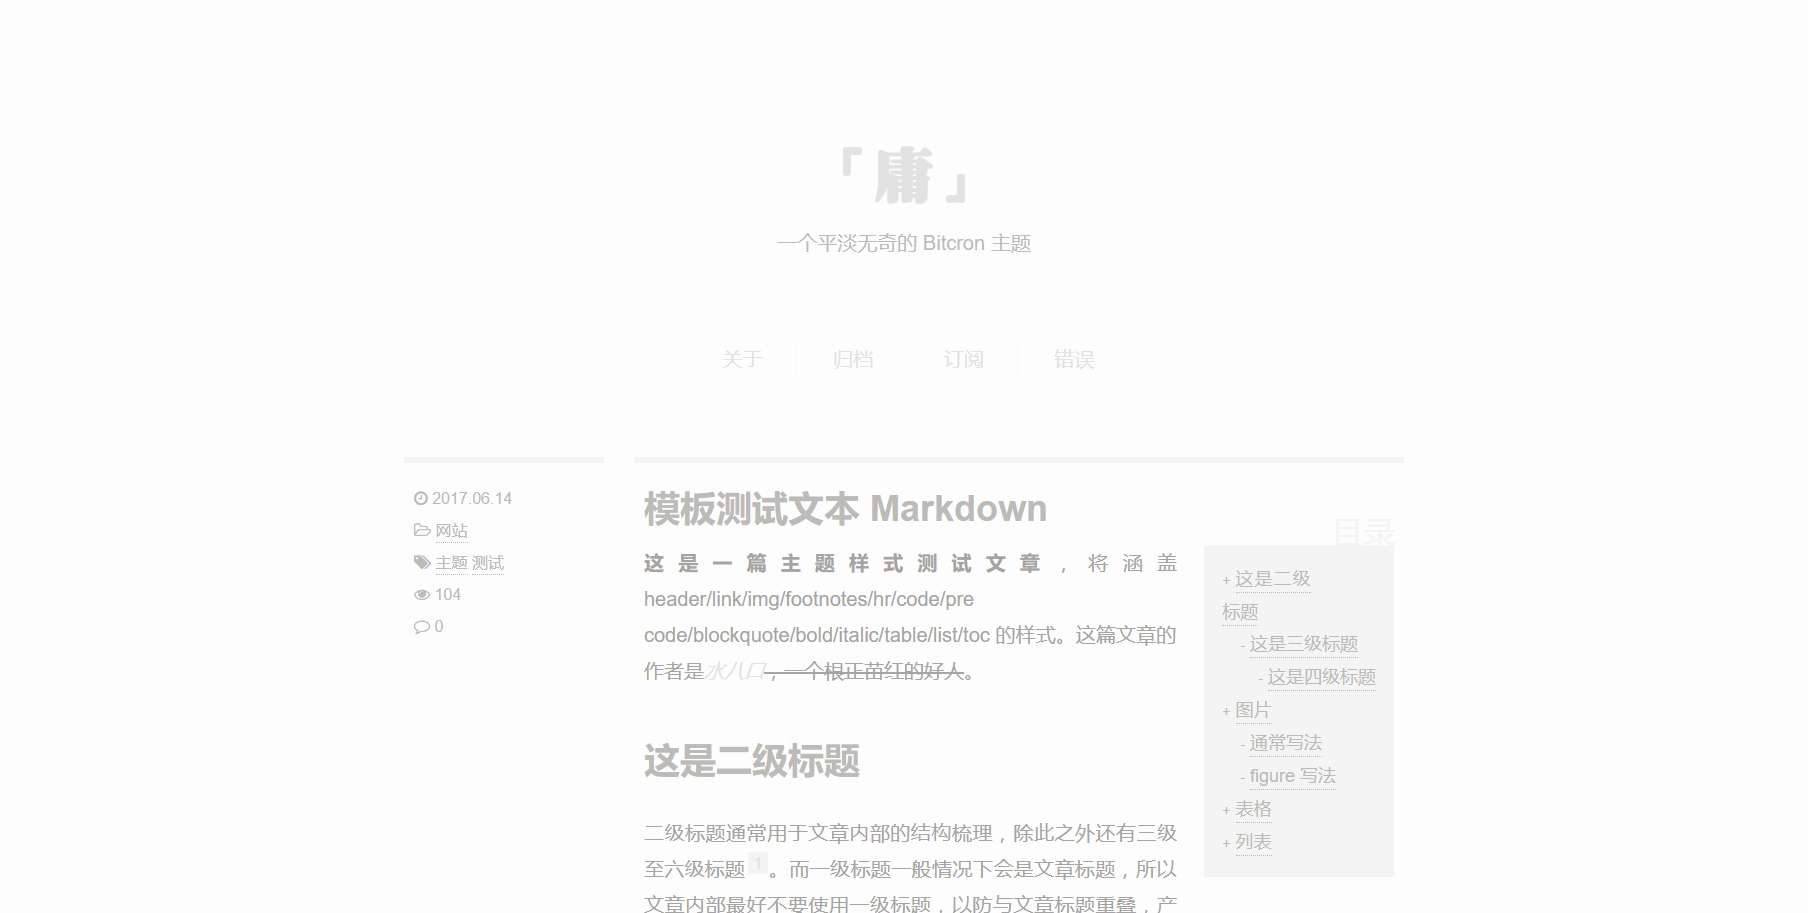 「庸」
一个平淡无奇的 Bitcron 主题
关于 归档 订阅 错误
2017.06.14
网站
主题 测试
104
0
模板测试文本 Markdown
这是一篇主题样式测试文章，将涵盖
header/link/img/footnotes/hr/code/pre
code/blockquote/bold/italic/table/list/toc 的样式。这篇文章的
作者是水八口，一个根正苗红的好人。
这是二级标题
二级标题通常用于文章内部的结构梳理，除此之外还有三级
至六级标题1。而一级标题一般情况下会是文章标题，所以
文章内部最好不要使用一级标题，以防与文章标题重叠，产
目录
+ 这是二级
标题
- 这是三级标题
- 这是四级标题
+ 图片
- 通常写法
- figure 写法
+ 表格
+ 列表